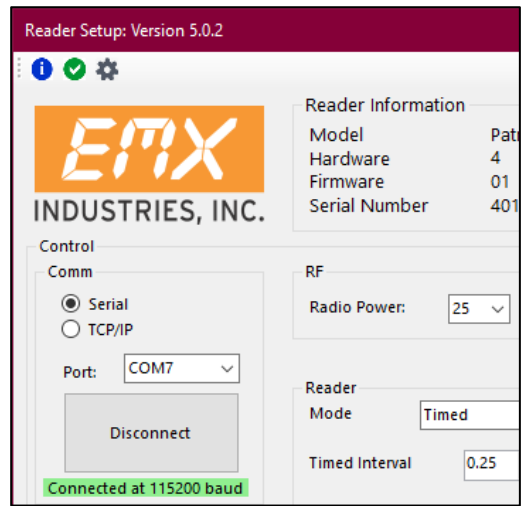 Reader Setup: Version 5.0.2
EMX
INDUSTRIES, INC.
Reader Information
Model
Hardware 4
Firmware 01
Serial Number 401
Control
Comm
Serial
TCP/IP
Port: COM7
Disconnect
Connected at 115200 baud
RF
Radio Power: 25
Reader
Mode Timed
Timed Interval 0.25